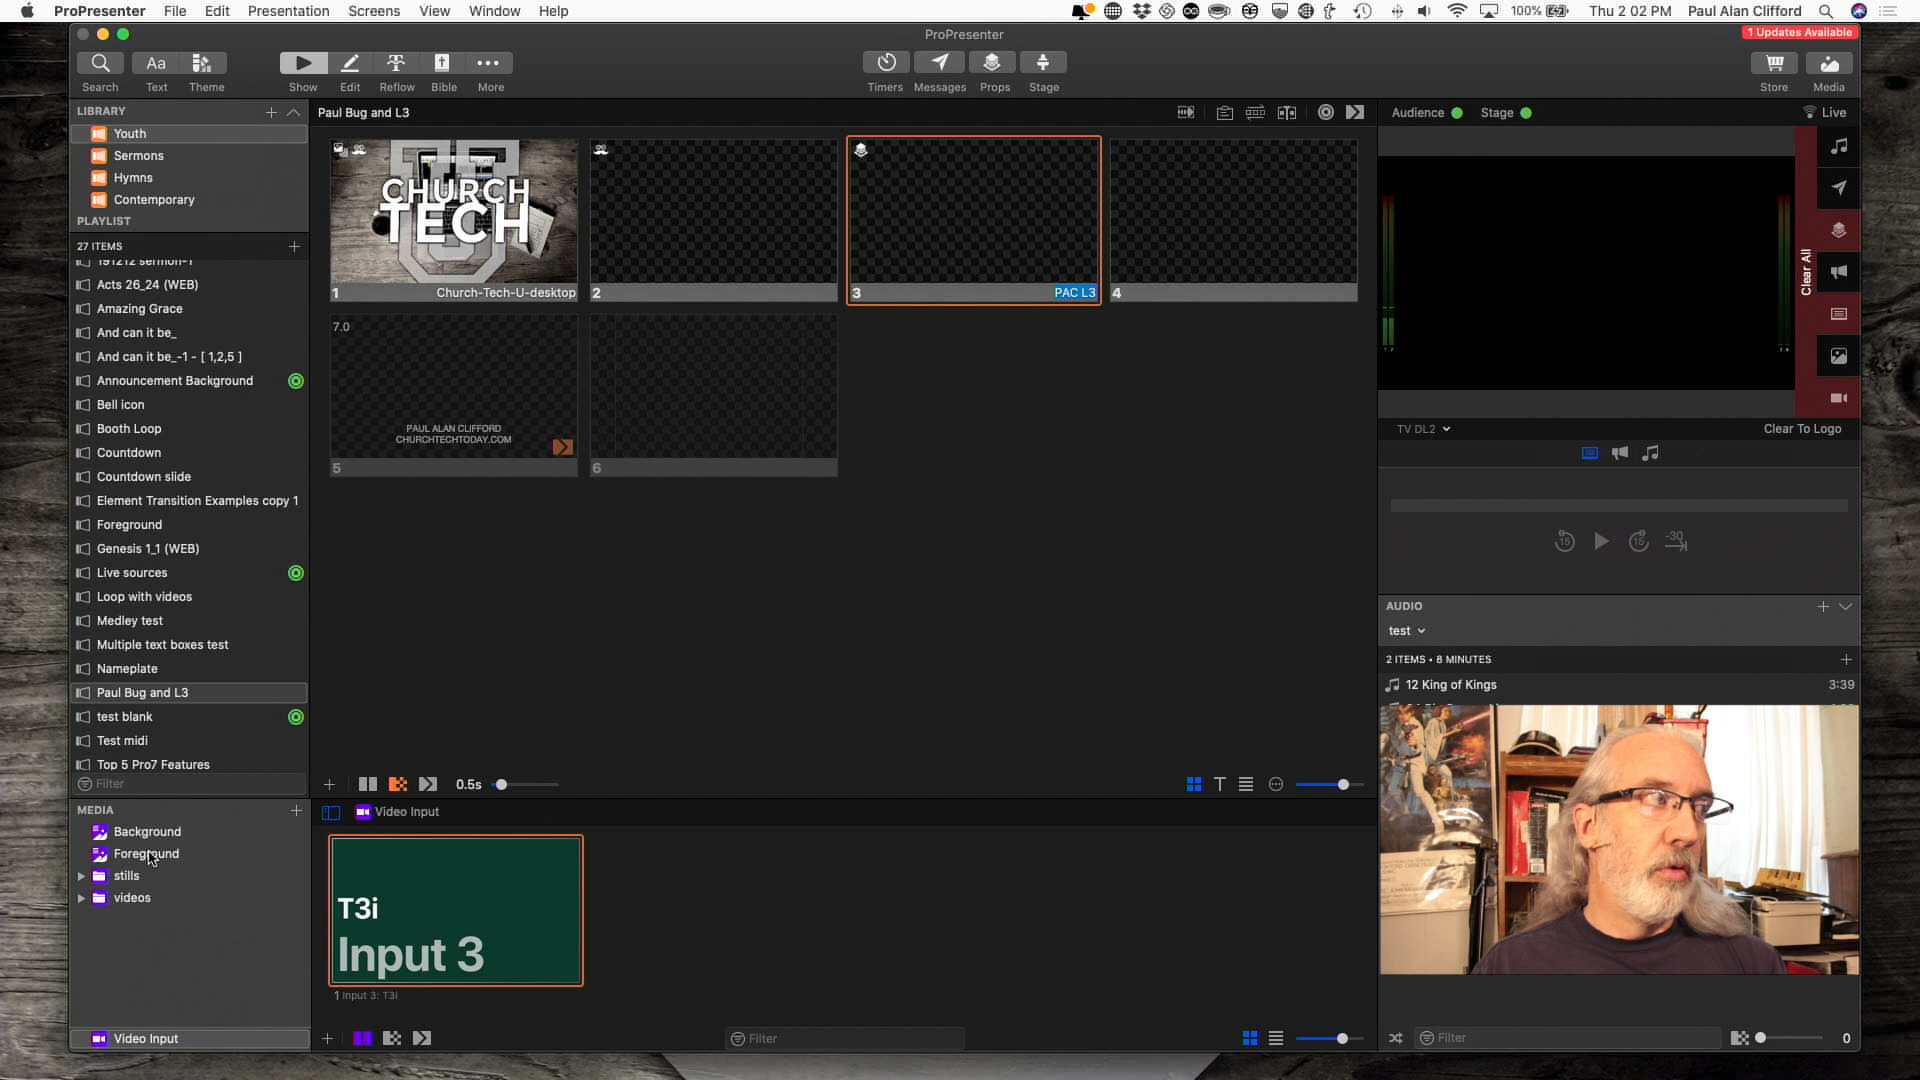 ProPresenter File Edit Presentation Screens View Window Help
100% Thu 2 02 PM Paul Alan Clifford
ProPresenter
1 Updates Available
Aa
Search Text Theme Show Edit Reflow Bible More Timers Messages Props Stage Store Media
LIBRARY
Youth
Sermons
Hymns
Contemporary
PLAYLIST
27 ITEMS
191212 sermon-1
Acts 26_24 (WEB)
Amazing Grace
And can it be_
And can it be_-1 - [ 1,2,5 ]
Announcement Background
Bell icon
Booth Loop
Countdown
Countdown slide
Element Transition Examples copy 1
Foreground
Genesis 1_1 (WEB)
Live sources
Loop with videos
Medley test
Multiple text boxes test
Nameplate
Paul Bug and L3
test blank
Test midi
Top 5 Pro7 Features
Filter
MEDIA
Background
Foreground
stills
videos
Video Input
Paul Bug and L3
CHURCH
TECH
U
1 Church-Tech-U-desktop
2
3 PAC L3
4
7.0
PAUL ALAN CLIFFORD
CHURCHTECHTODAY.COM
5
6
0.5s
Video Input
T3i
Input 3
1 Input 3: T3i
Filter
Audience Stage Live
Clear All
TV DL2 Clear To Logo
15 15 -30
AUDIO
test
2 ITEMS • 8 MINUTES
12 King of Kings 3:39
Filter 0